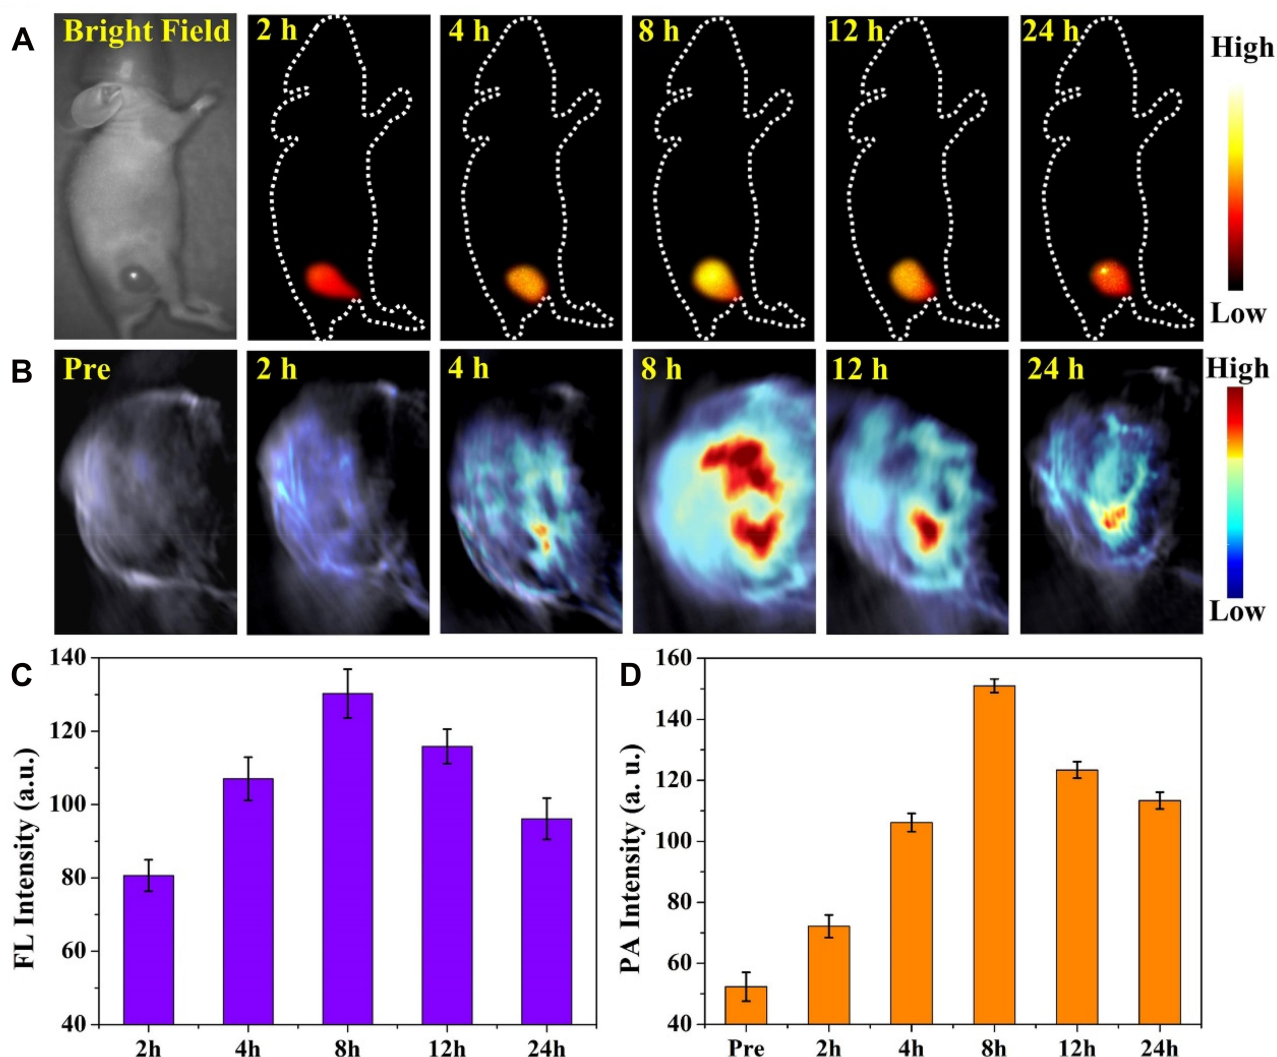 A
Bright Field
2 h
4 h
8 h
12 h
24 h
High
Low
B
Pre
2 h
4 h
8 h
12 h
24 h
High
Low
C
140
120
100
80
60
40
FL Intensity (a.u.)
2h
4h
8h
12h
24h
D
160
140
120
100
80
60
40
PA Intensity (a. u.)
Pre
2h
4h
8h
12h
24h